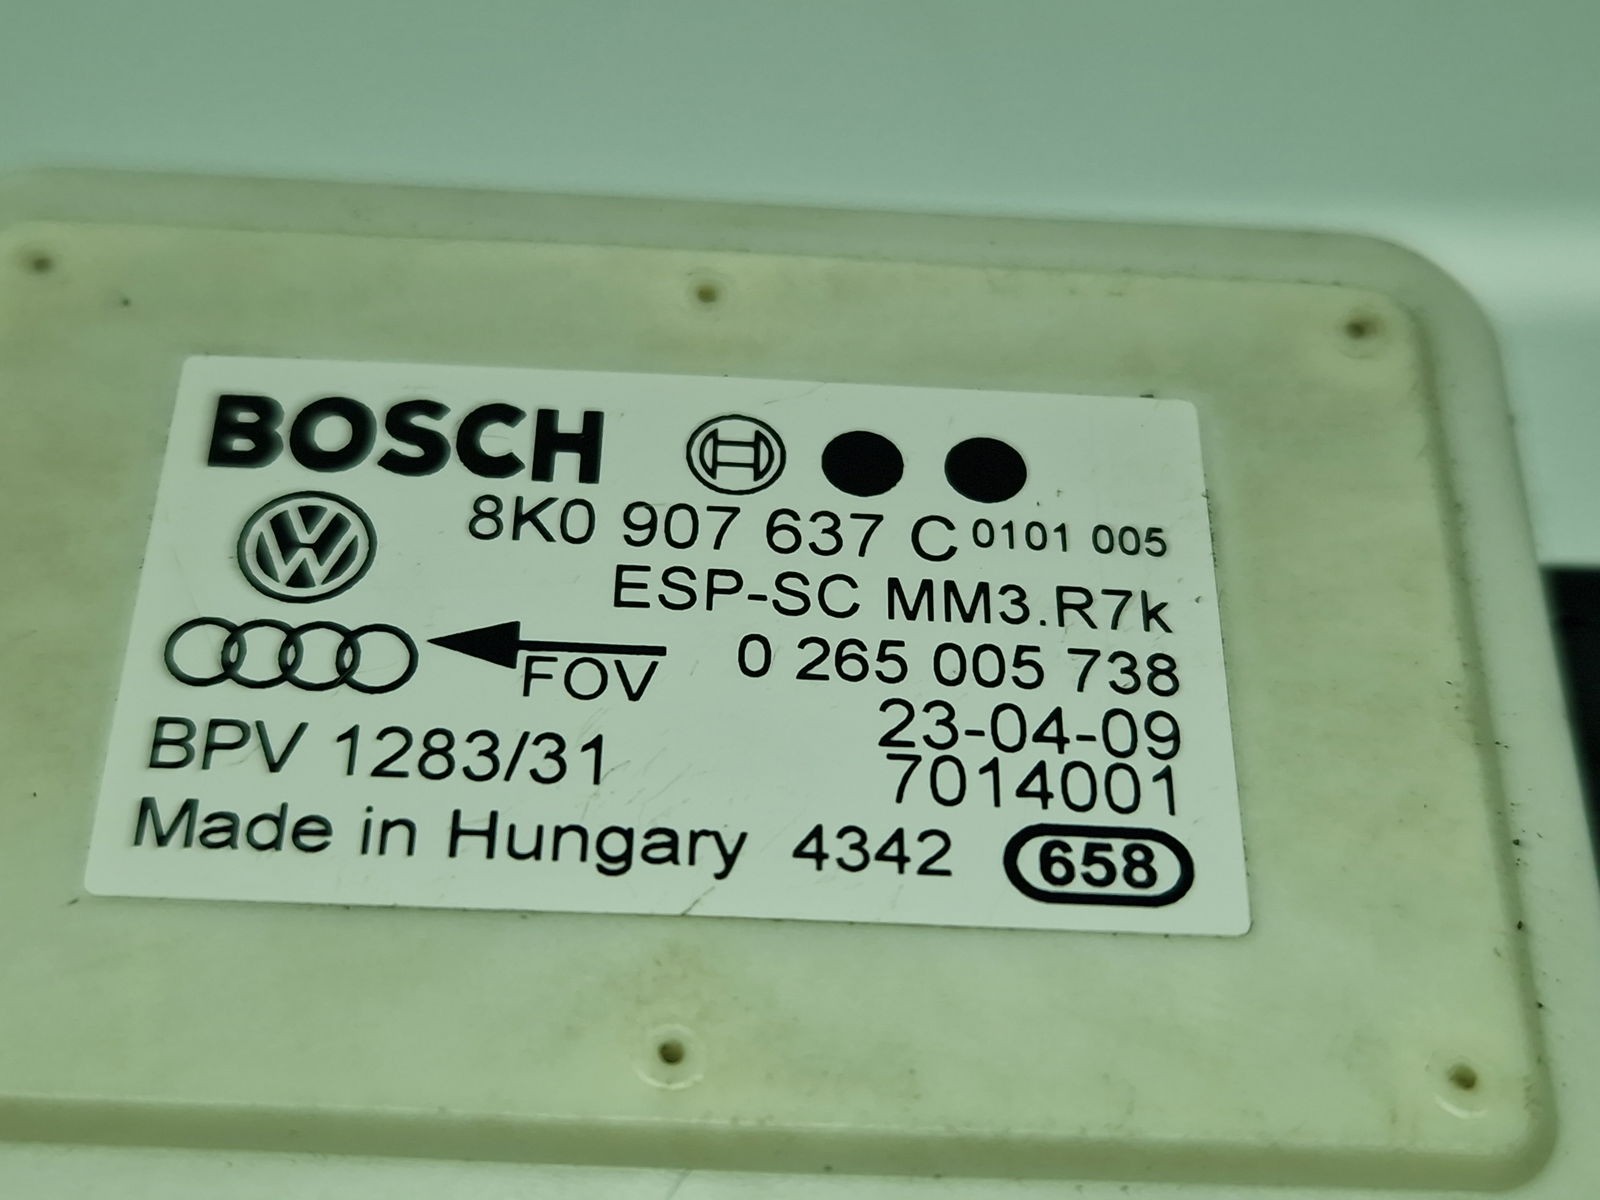 BOSCH
8K0 907 637 C 0101 005
ESP-SC MM3.R7k
FOV 0 265 005 738
23-04-09
BPV 1283/31 7014001
Made in Hungary 4342 658